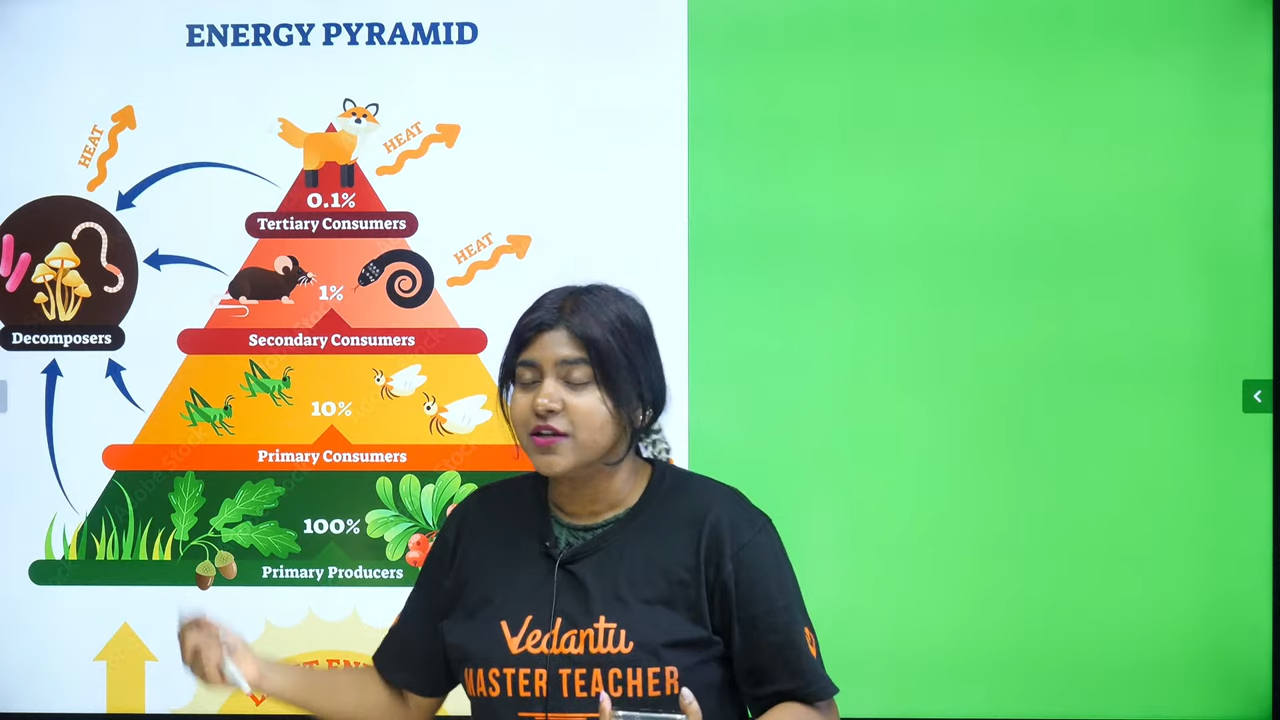 ENERGY PYRAMID
HEAT
HEAT
0.1%
Tertiary Consumers
HEAT
1%
Decomposers
Secondary Consumers
10%
Primary Consumers
100%
Primary Producers
Vedantu
MASTER TEACHER